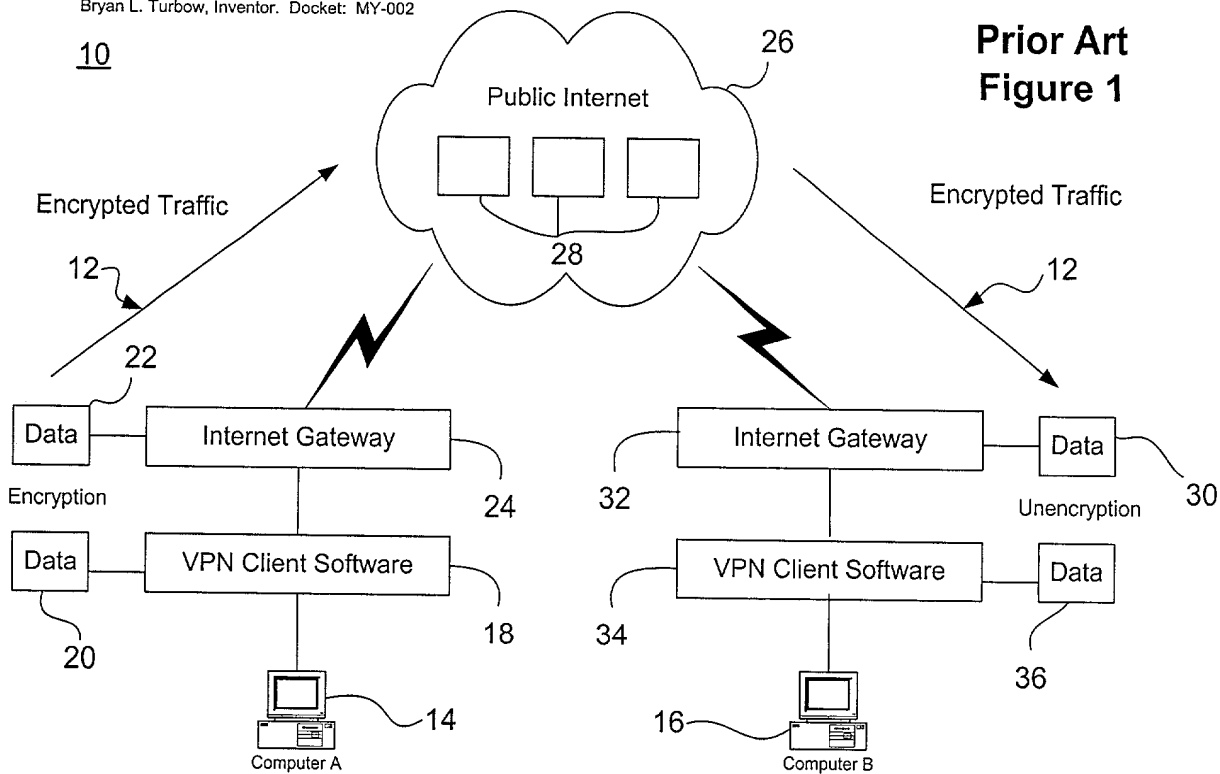 Bryan L. Turbow, Inventor. Docket: MY-002
10
Prior Art
Figure 1
26
Public Internet
28
Encrypted Traffic
12
Encrypted Traffic
12
22
Data
Internet Gateway
24
Encryption
Data
VPN Client Software
18
20
14
Computer A
32
Internet Gateway
Data
30
Unencryption
34
VPN Client Software
Data
36
16
Computer B